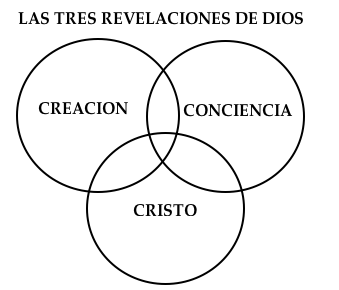 LAS TRES REVELACIONES DE DIOS
CREACION
CONCIENCIA
CRISTO